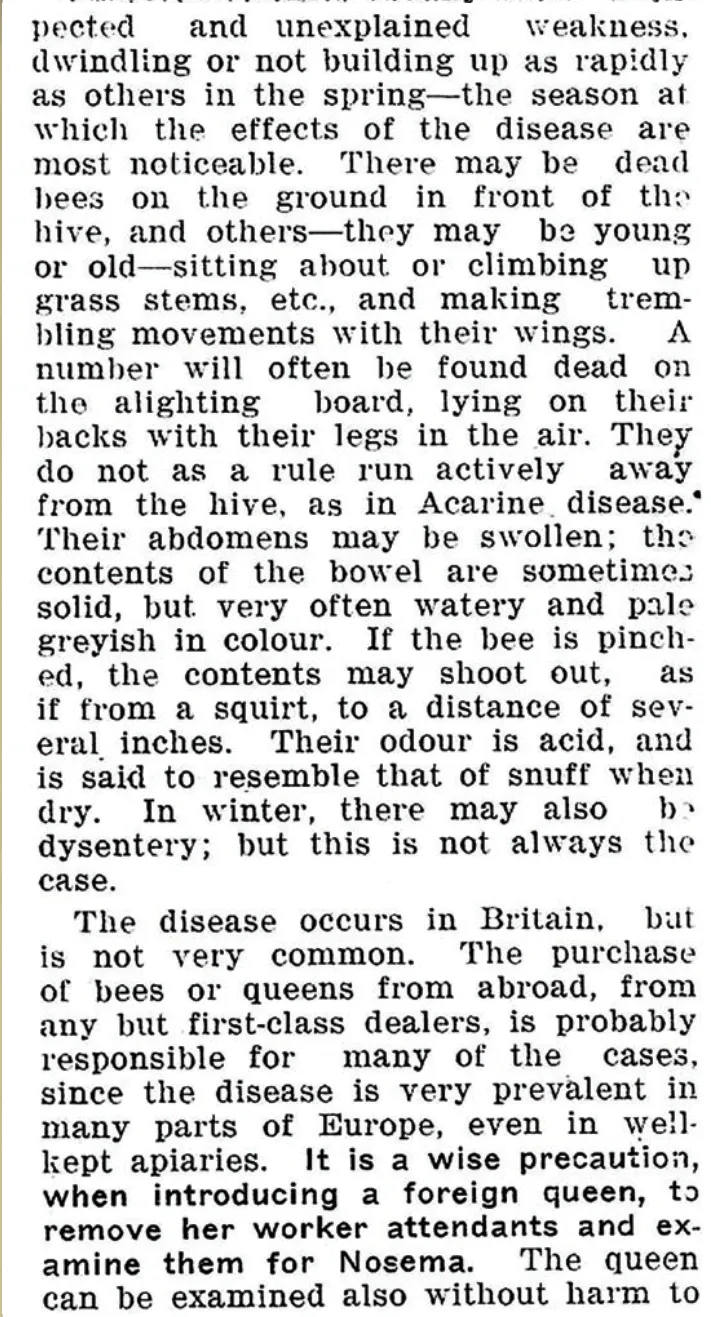 pected and unexplained weakness,
dwindling or not building up as rapidly
as others in the spring—the season at
which the effects of the disease are
most noticeable. There may be dead
bees on the ground in front of the
hive, and others—they may be young
or old—sitting about or climbing up
grass stems, etc., and making trem-
bling movements with their wings. A
number will often be found dead on
the alighting board, lying on their
backs with their legs in the air. They
do not as a rule run actively away
from the hive, as in Acarine disease.
Their abdomens may be swollen; the
contents of the bowel are sometimes
solid, but very often watery and pale
greyish in colour. If the bee is pinch-
ed, the contents may shoot out, as
if from a squirt, to a distance of sev-
eral inches. Their odour is acid, and
is said to resemble that of snuff when
dry. In winter, there may also be
dysentery; but this is not always the
case.
The disease occurs in Britain, but
is not very common. The purchase
of bees or queens from abroad, from
any but first-class dealers, is probably
responsible for many of the cases,
since the disease is very prevalent in
many parts of Europe, even in well-
kept apiaries. It is a wise precaution,
when introducing a foreign queen, to
remove her worker attendants and ex-
amine them for Nosema. The queen
can be examined also without harm to